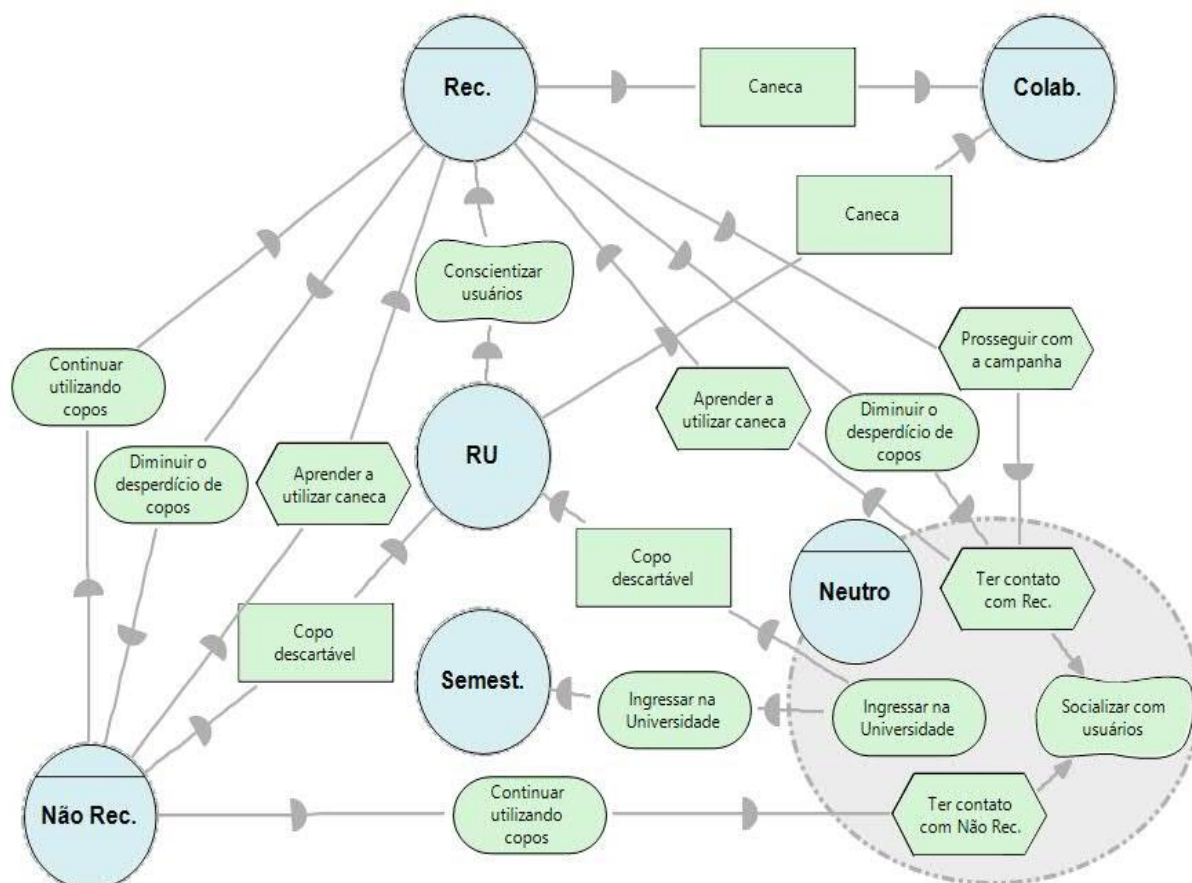 Rec.
Caneca
Colab.
Caneca
Conscientizar
usuários
Continuar
utilizando
copos
Prosseguir com
a campanha
Diminuir o
desperdício de
copos
Aprender a
utilizar caneca
RU
Aprender a
utilizar caneca
Diminuir o
desperdício de
copos
Copo
descartável
Neutro
Ter contato
com Rec.
Copo
descartável
Semest.
Ingressar na
Universidade
Ingressar na
Universidade
Socializar com
usuários
Não Rec.
Continuar
utilizando
copos
Ter contato
com Não Rec.